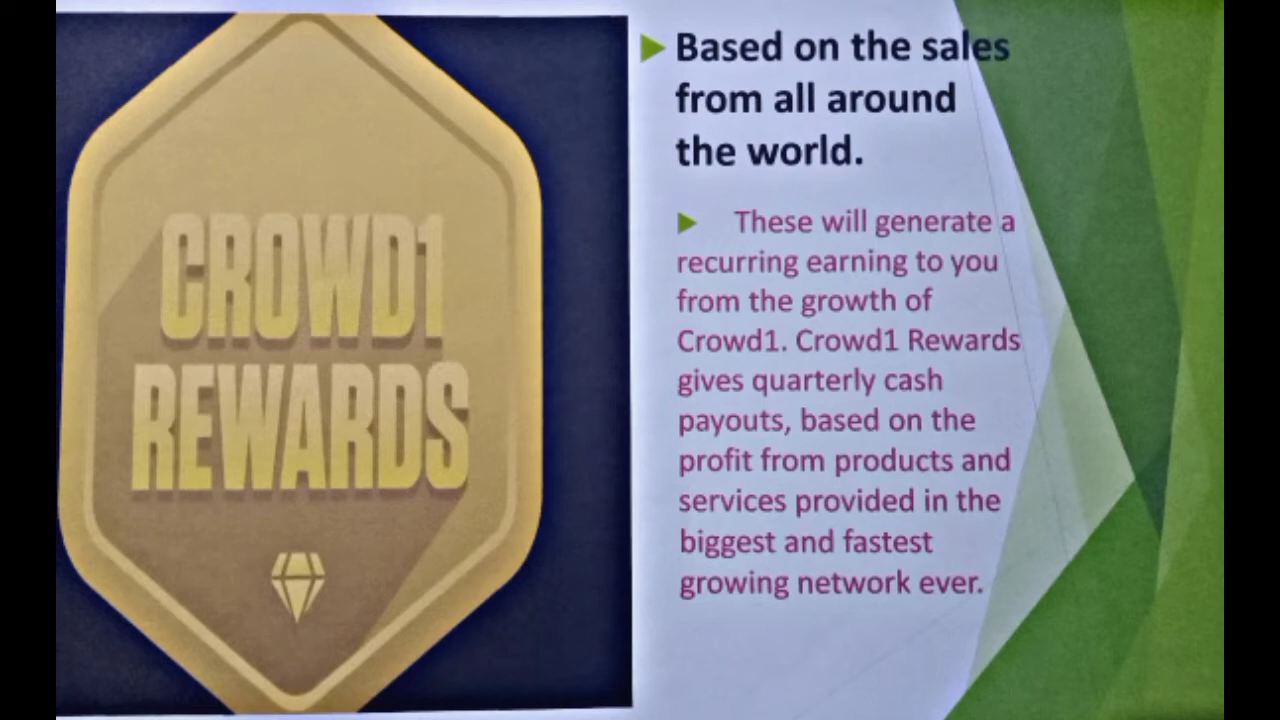 CROWD1
REWARDS
Based on the sales
from all around
the world.
These will generate a
recurring earning to you
from the growth of
Crowd1. Crowd1 Rewards
gives quarterly cash
payouts, based on the
profit from products and
services provided in the
biggest and fastest
growing network ever.